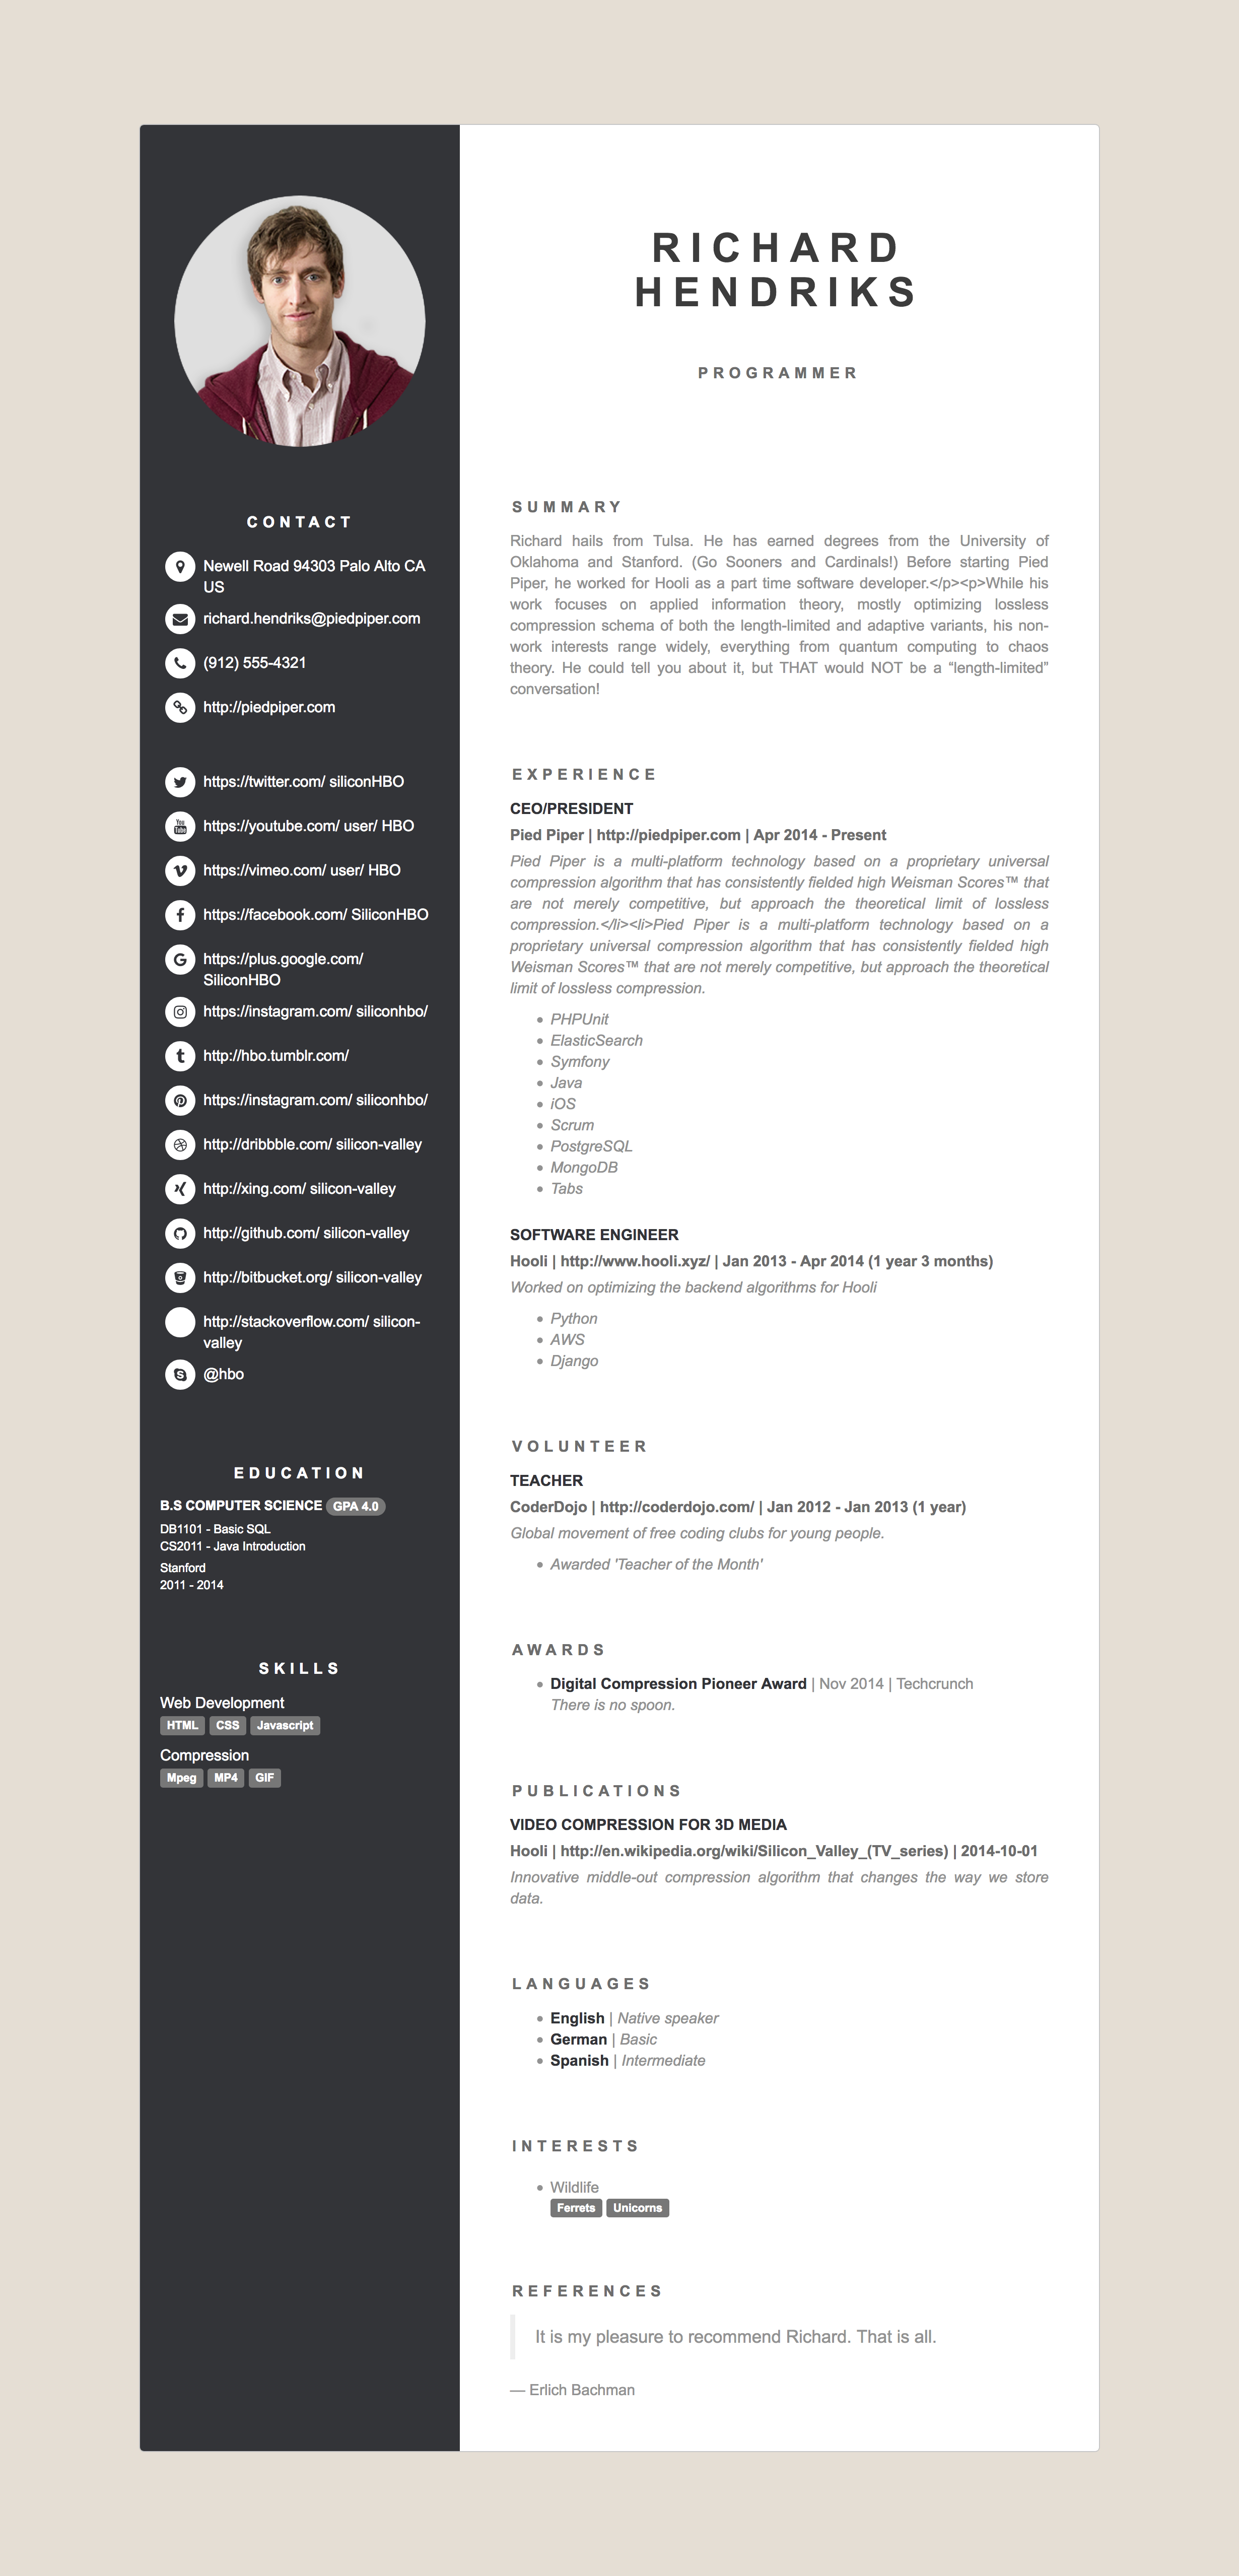 RICHARD
HENDRIKS
PROGRAMMER
CONTACT
Newell Road 94303 Palo Alto CA
US
richard.hendriks@piedpiper.com
(912) 555-4321
http://piedpiper.com
https://twitter.com/ siliconHBO
https://youtube.com/ user/ HBO
https://vimeo.com/ user/ HBO
https://facebook.com/ SiliconHBO
https://plus.google.com/
SiliconHBO
https://instagram.com/ siliconhbo/
http://hbo.tumblr.com/
https://instagram.com/ siliconhbo/
http://dribbble.com/ silicon-valley
http://xing.com/ silicon-valley
http://github.com/ silicon-valley
http://bitbucket.org/ silicon-valley
http://stackoverflow.com/ silicon-
valley
@hbo
EDUCATION
B.S COMPUTER SCIENCE GPA 4.0
DB1101 - Basic SQL
CS2011 - Java Introduction
Stanford
2011 - 2014
SKILLS
Web Development
HTML CSS Javascript
Compression
Mpeg MP4 GIF
SUMMARY
Richard hails from Tulsa. He has earned degrees from the University of
Oklahoma and Stanford. (Go Sooners and Cardinals!) Before starting Pied
Piper, he worked for Hooli as a part time software developer.</p><p>While his
work focuses on applied information theory, mostly optimizing lossless
compression schema of both the length-limited and adaptive variants, his non-
work interests range widely, everything from quantum computing to chaos
theory. He could tell you about it, but THAT would NOT be a “length-limited”
conversation!
EXPERIENCE
CEO/PRESIDENT
Pied Piper | http://piedpiper.com | Apr 2014 - Present
Pied Piper is a multi-platform technology based on a proprietary universal
compression algorithm that has consistently fielded high Weisman Scores™ that
are not merely competitive, but approach the theoretical limit of lossless
compression.</li><li>Pied Piper is a multi-platform technology based on a
proprietary universal compression algorithm that has consistently fielded high
Weisman Scores™ that are not merely competitive, but approach the theoretical
limit of lossless compression.
• PHPUnit
• ElasticSearch
• Symfony
• Java
• iOS
• Scrum
• PostgreSQL
• MongoDB
• Tabs
SOFTWARE ENGINEER
Hooli | http://www.hooli.xyz/ | Jan 2013 - Apr 2014 (1 year 3 months)
Worked on optimizing the backend algorithms for Hooli
• Python
• AWS
• Django
VOLUNTEER
TEACHER
CoderDojo | http://coderdojo.com/ | Jan 2012 - Jan 2013 (1 year)
Global movement of free coding clubs for young people.
• Awarded 'Teacher of the Month'
AWARDS
• Digital Compression Pioneer Award | Nov 2014 | Techcrunch
There is no spoon.
PUBLICATIONS
VIDEO COMPRESSION FOR 3D MEDIA
Hooli | http://en.wikipedia.org/wiki/Silicon_Valley_(TV_series) | 2014-10-01
Innovative middle-out compression algorithm that changes the way we store
data.
LANGUAGES
• English | Native speaker
• German | Basic
• Spanish | Intermediate
INTERESTS
• Wildlife
Ferrets Unicorns
REFERENCES
It is my pleasure to recommend Richard. That is all.
— Erlich Bachman